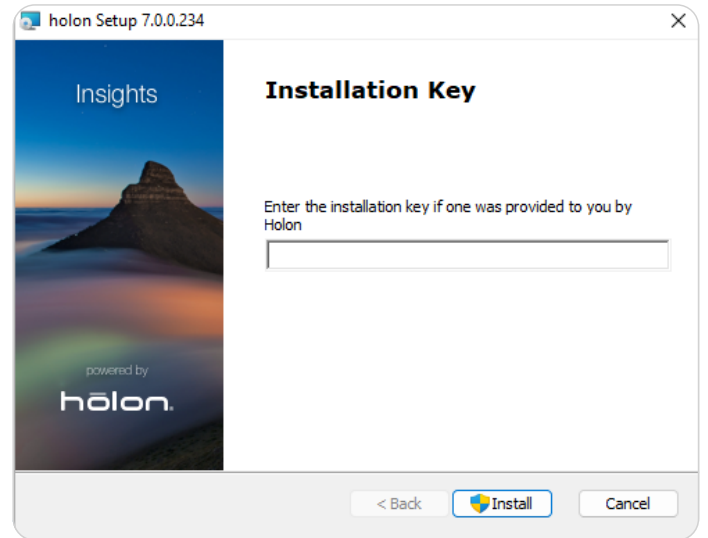 holon Setup 7.0.0.234
Insights
Installation Key
Enter the installation key if one was provided to you by
Holon
powered by
hōlon.
< Back
Install
Cancel